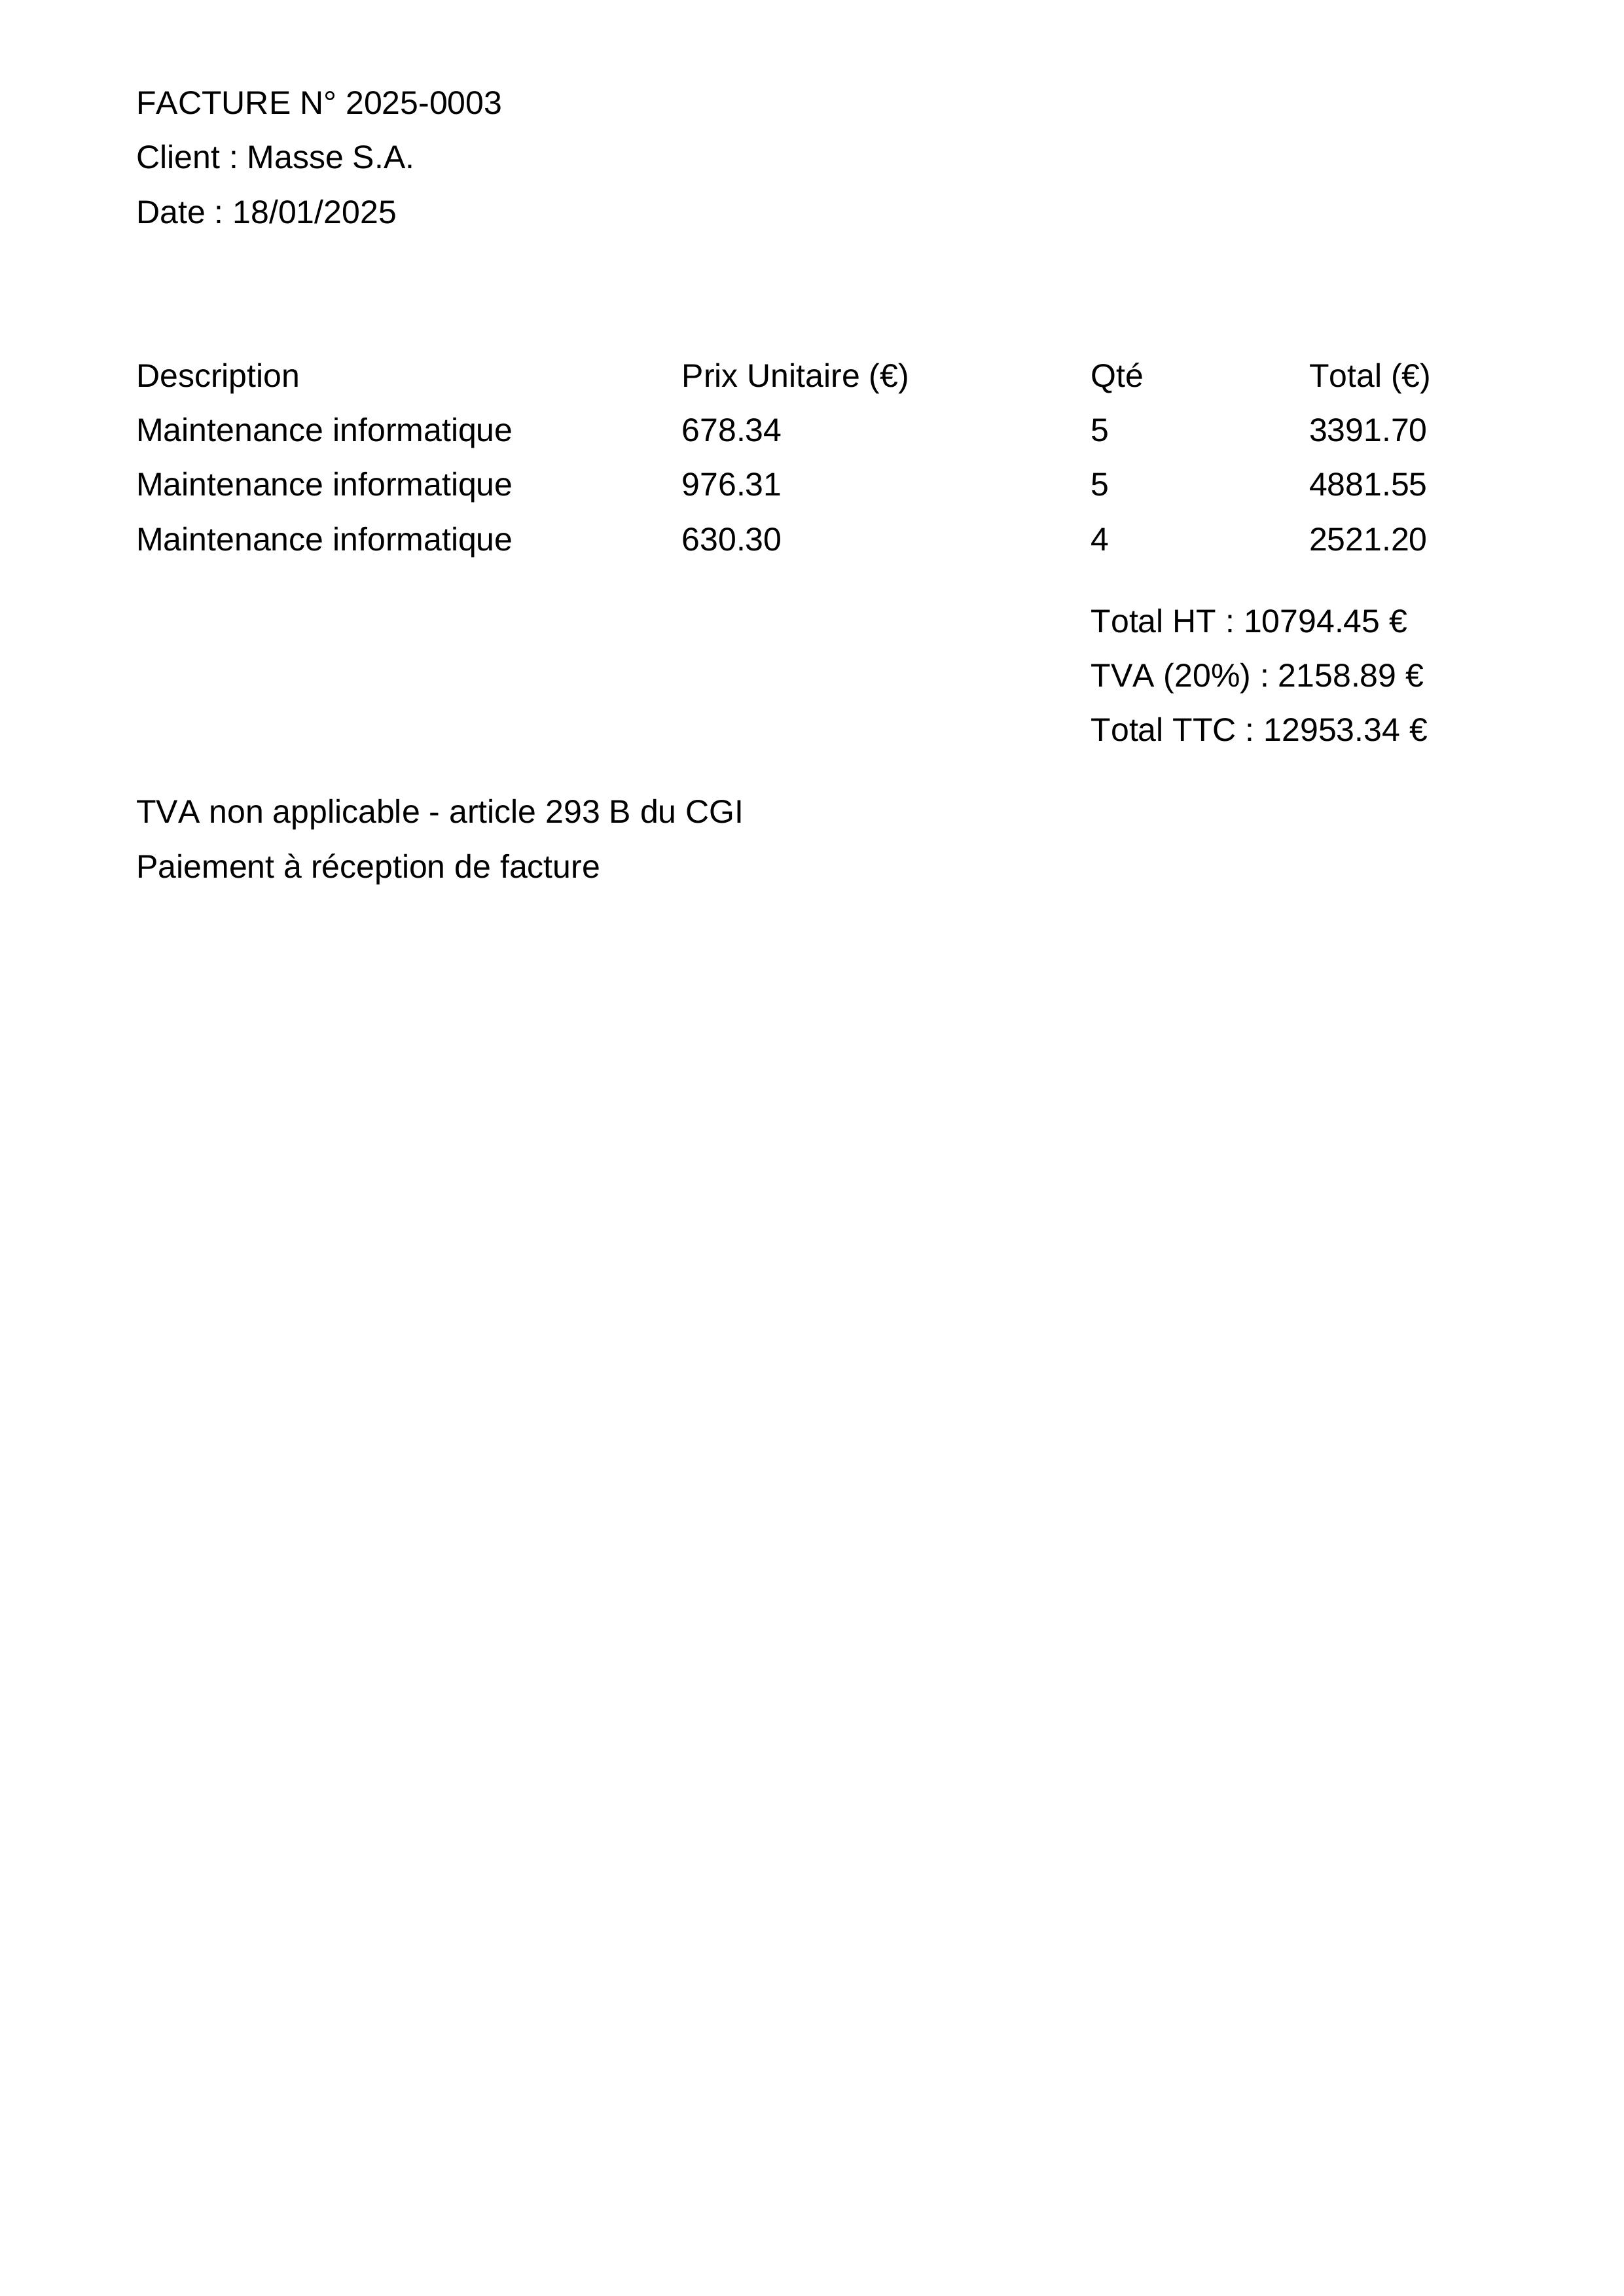 FACTURE N° 2025-0003
Client : Masse S.A.
Date : 18/01/2025
Description Prix Unitaire (€) Qté Total (€)
Maintenance informatique 678.34 5 3391.70
Maintenance informatique 976.31 5 4881.55
Maintenance informatique 630.30 4 2521.20
Total HT : 10794.45 €
TVA (20%) : 2158.89 €
Total TTC : 12953.34 €
TVA non applicable - article 293 B du CGI
Paiement à réception de facture